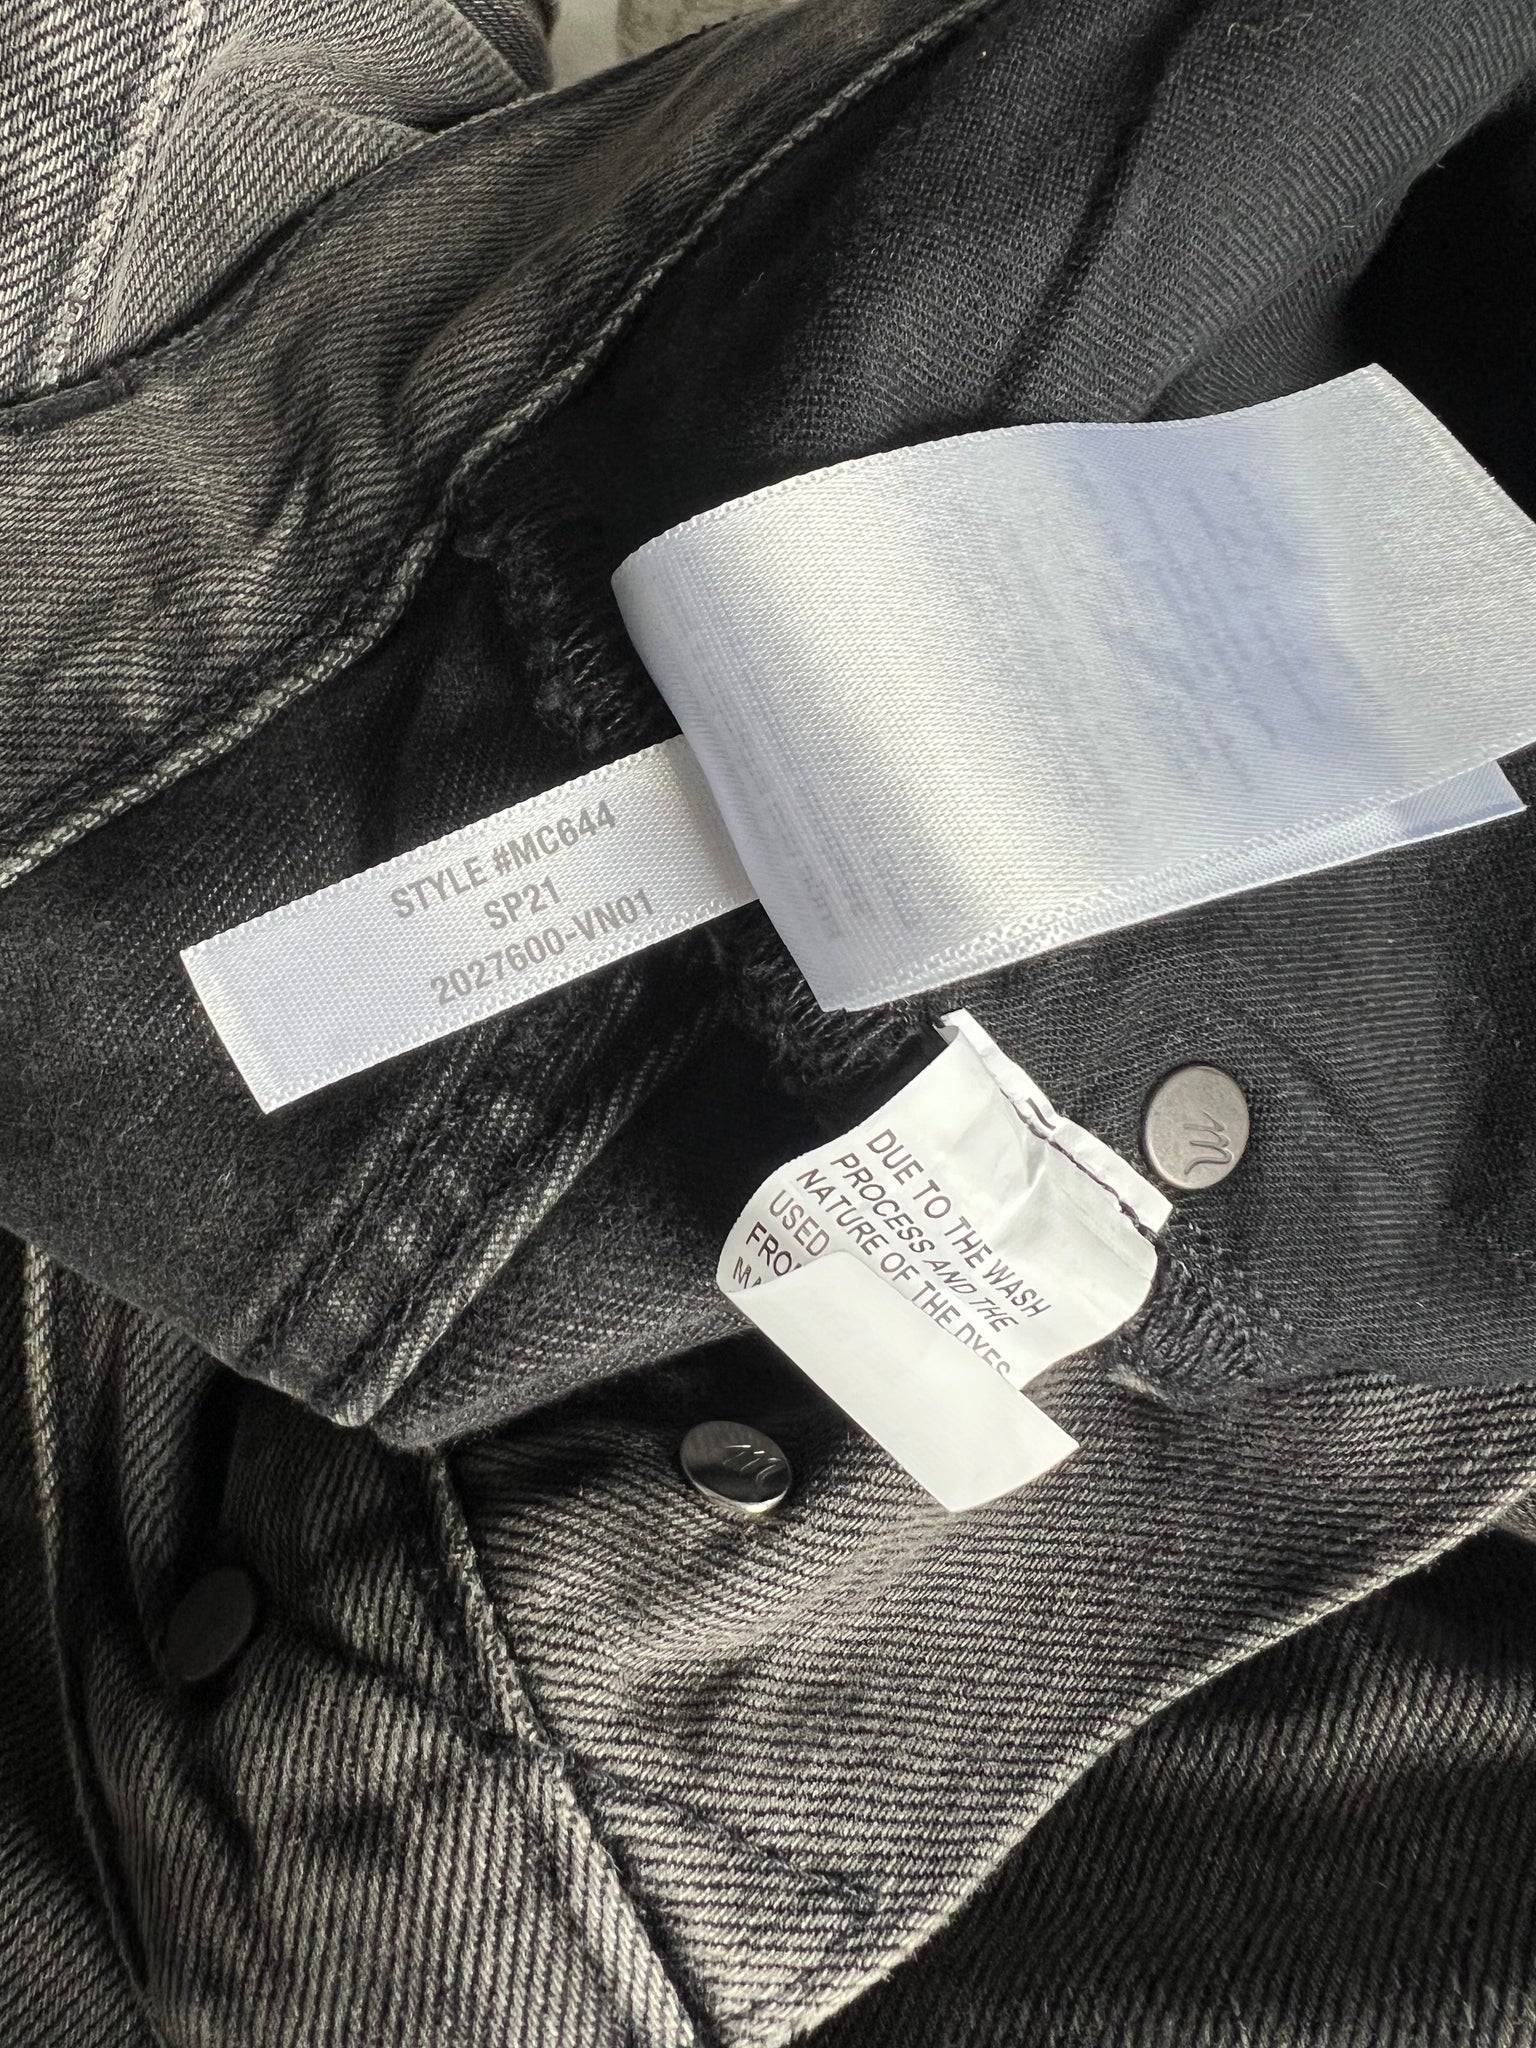 STYLE #MC644
SP21
2027600-VN01
DUE TO THE WASH
PROCESS AND THE
NATURE OF THE DYES
USED
m
m